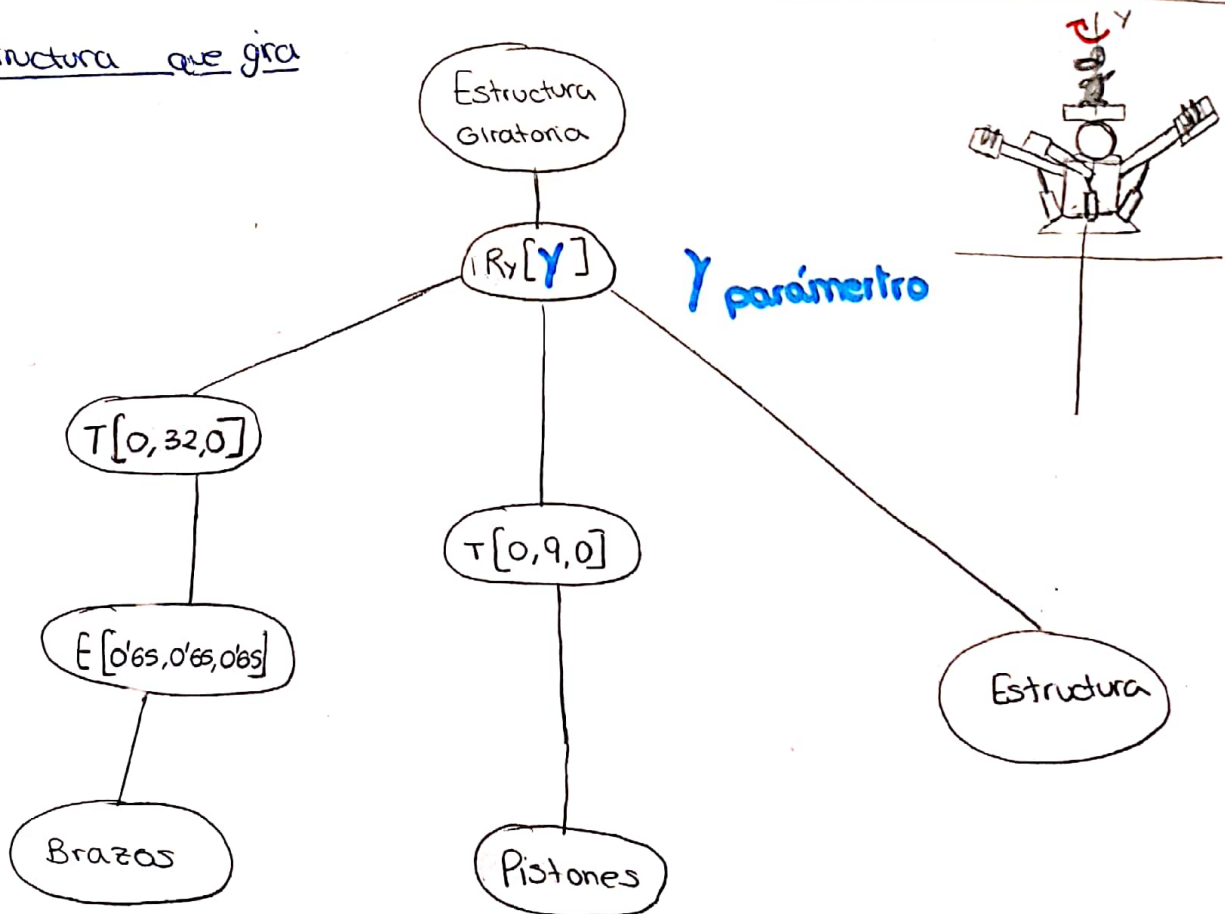 que gira
Y
Estructura
Giratoria
Ry[γ]
γ parámertro
T[0,32,0]
T[0,9,0]
E[0'65,0'65,0'65]
Estructura
Brazos
Pistones